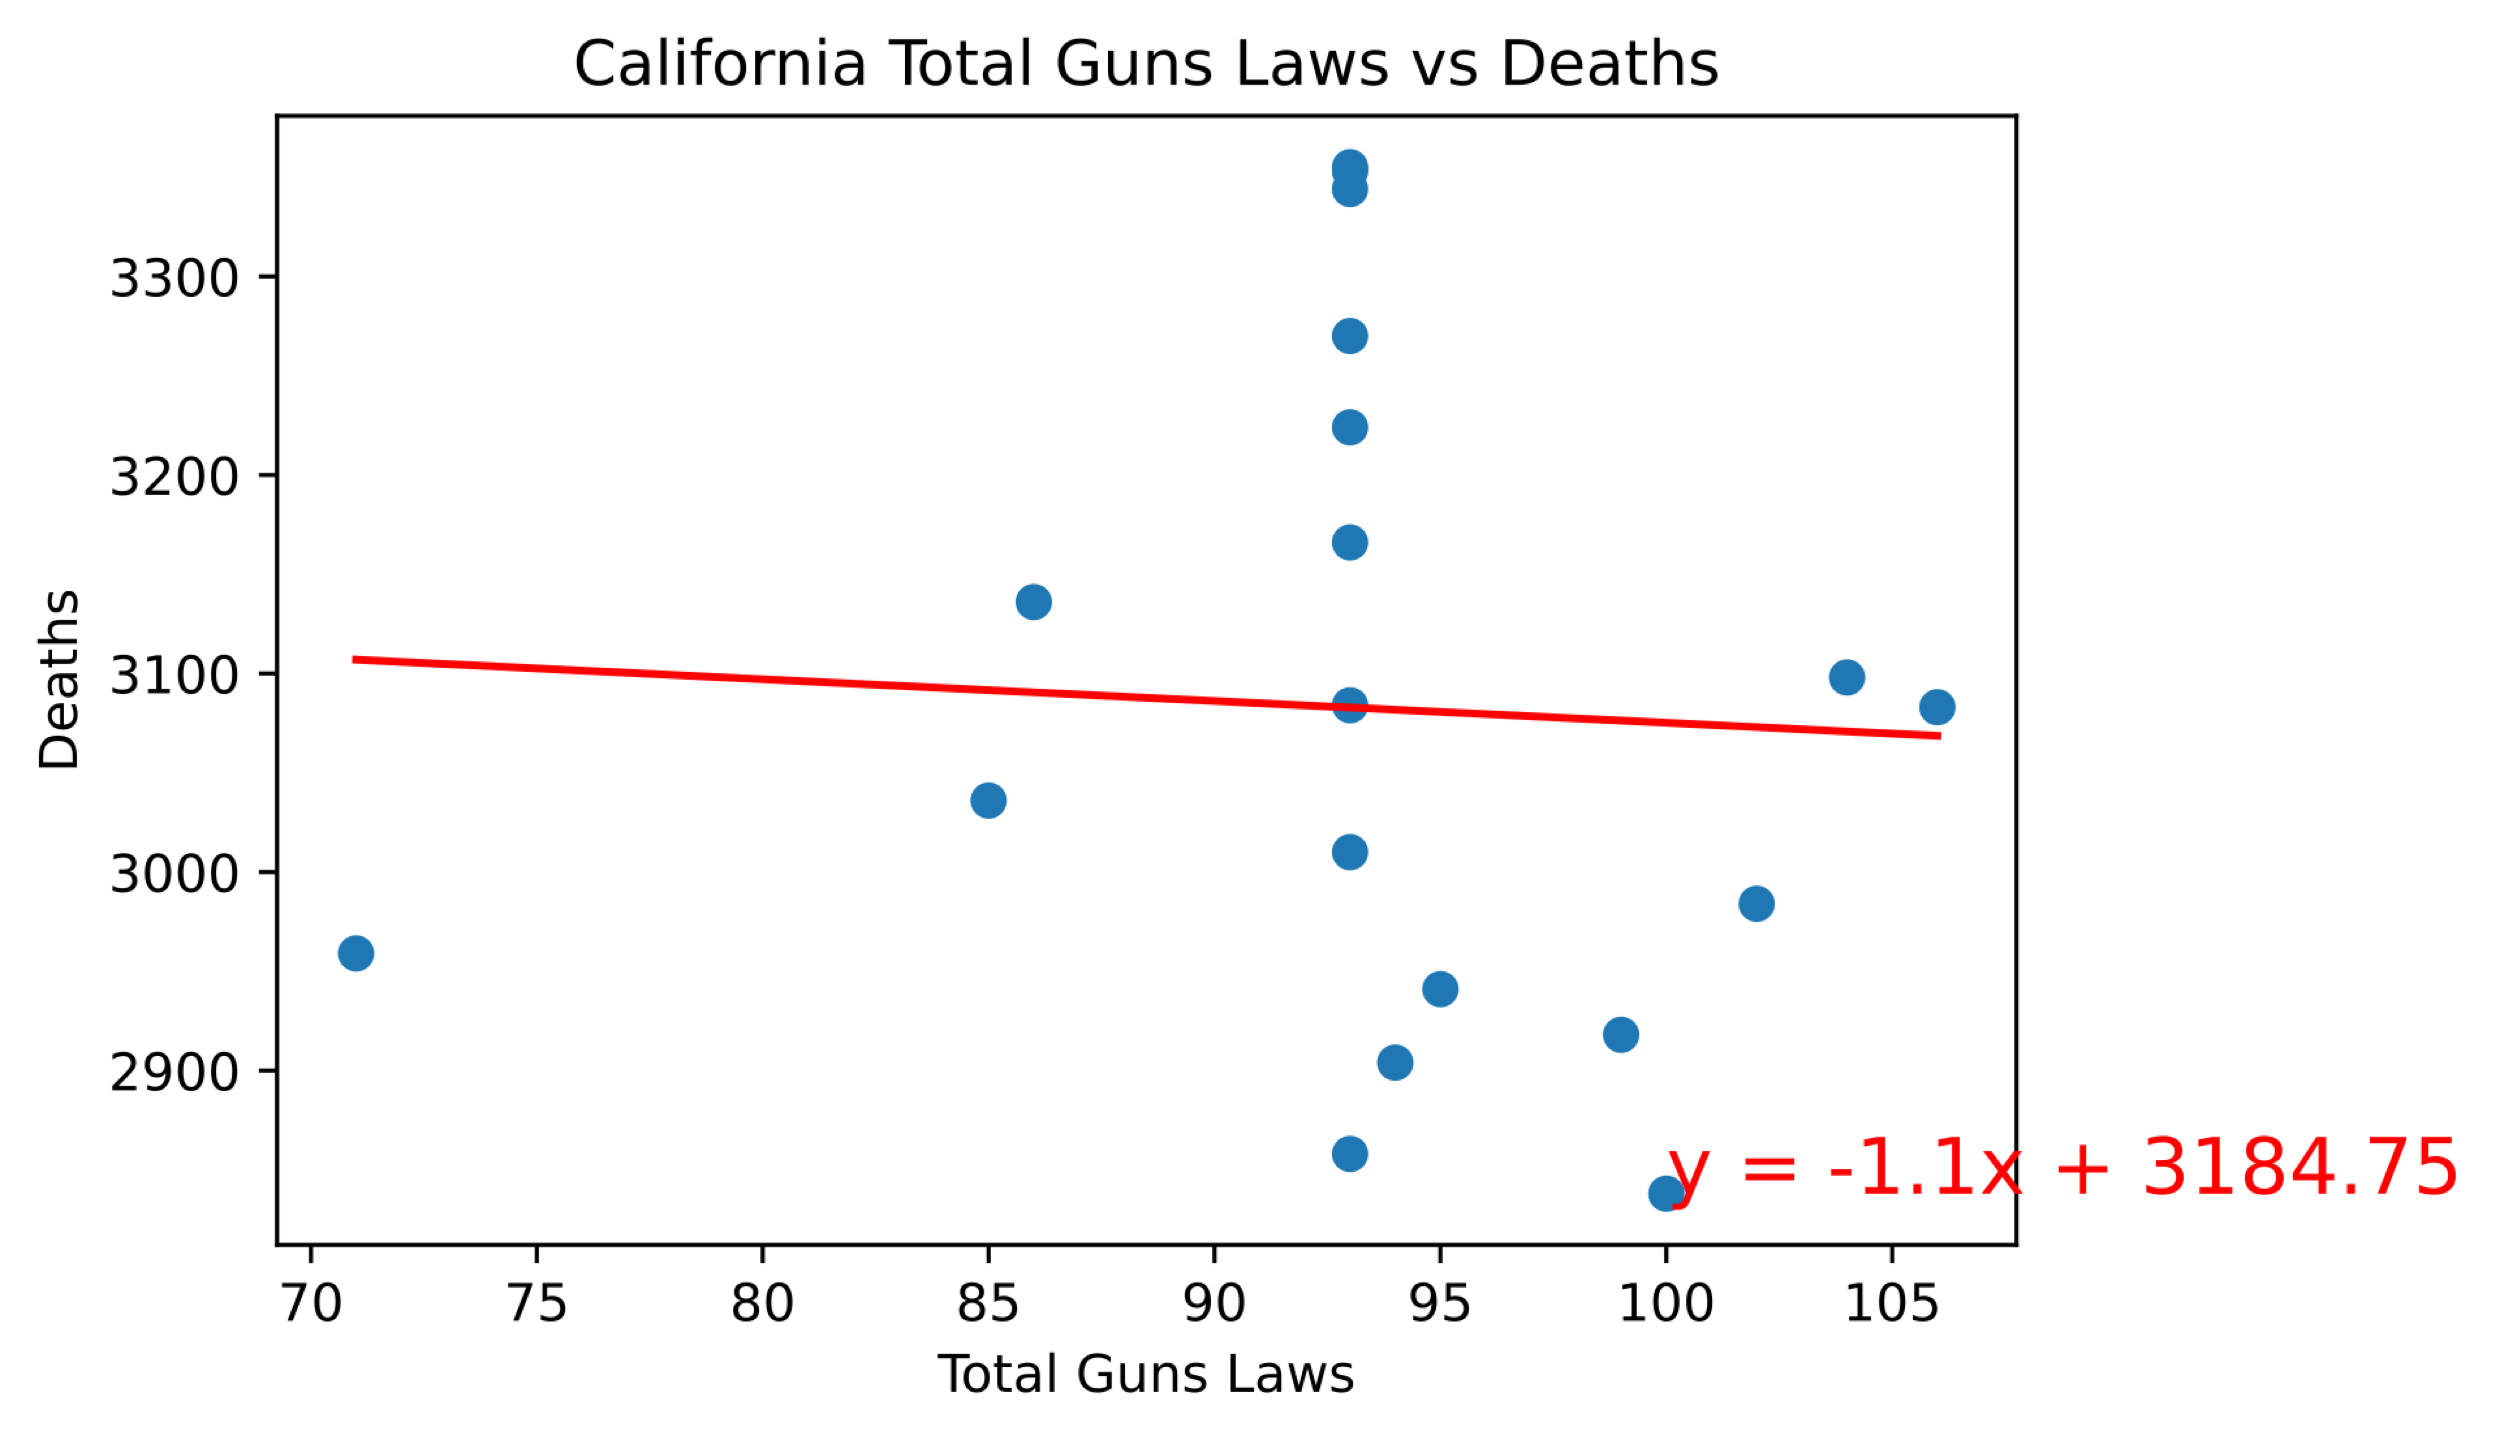 California Total Guns Laws vs Deaths
3300
3200
3100
3000
2900
Deaths
y = -1.1x + 3184.75
70 75 80 85 90 95 100 105
Total Guns Laws